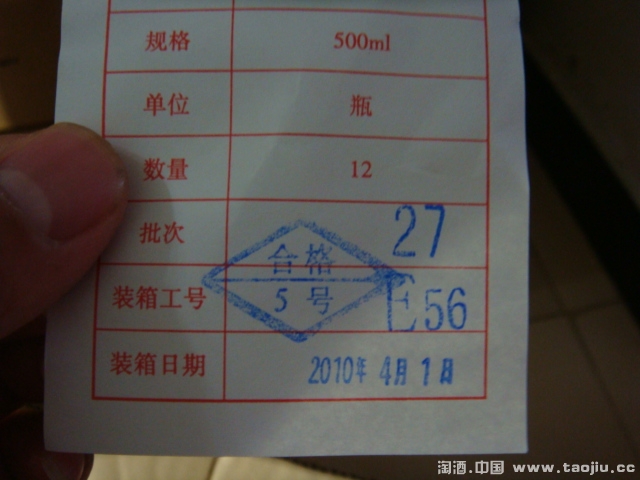 规格 500ml
单位 瓶
数量 12
批次 27
合格
5号
装箱工号 E56
装箱日期 2010年 4月 1日
淘酒.中国 www.taojiu.cc